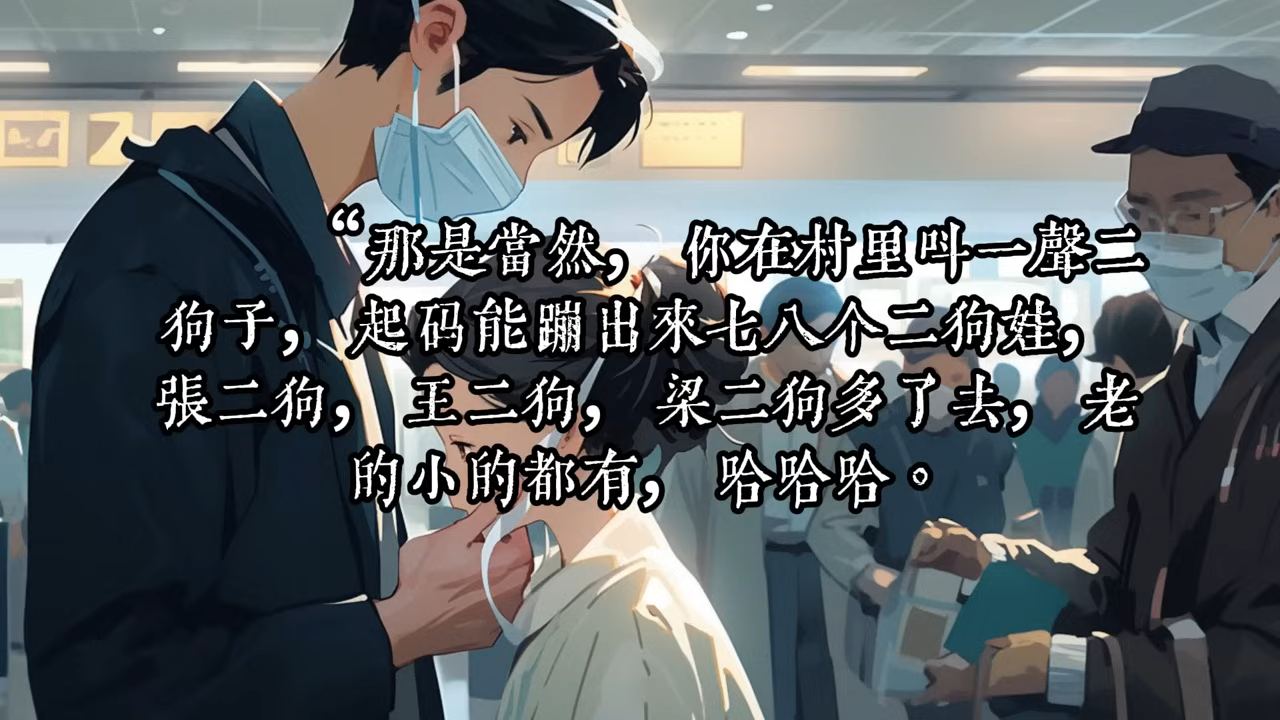 “那是當然， 你在村里叫一聲二
狗子， 起码能蹦出來七八个二狗娃，
張二狗， 王二狗， 梁二狗多了去， 老
的小的都有， 哈哈哈。